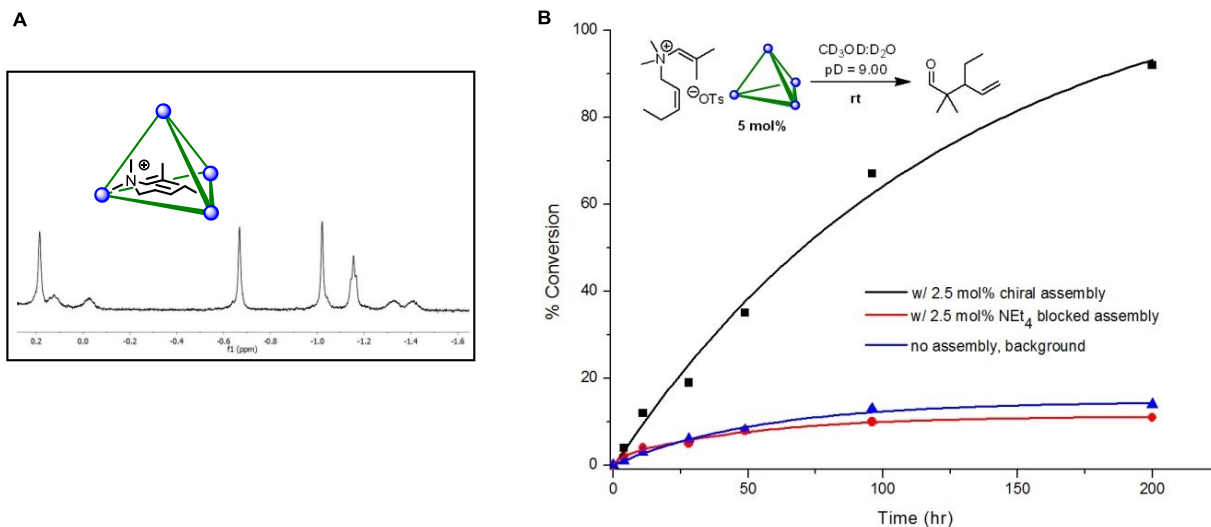 A
N
⊕
0.2 0.0 -0.2 -0.4 -0.6 -0.8 -1.0 -1.2 -1.4 -1.6
f1 (ppm)
B
% Conversion
100
80
60
40
20
0
0 50 100 150 200
Time (hr)
N
⊕
⊖OTs
5 mol%
CD3OD:D2O
pD = 9.00
rt
O
w/ 2.5 mol% chiral assembly
w/ 2.5 mol% NEt4 blocked assembly
no assembly, background